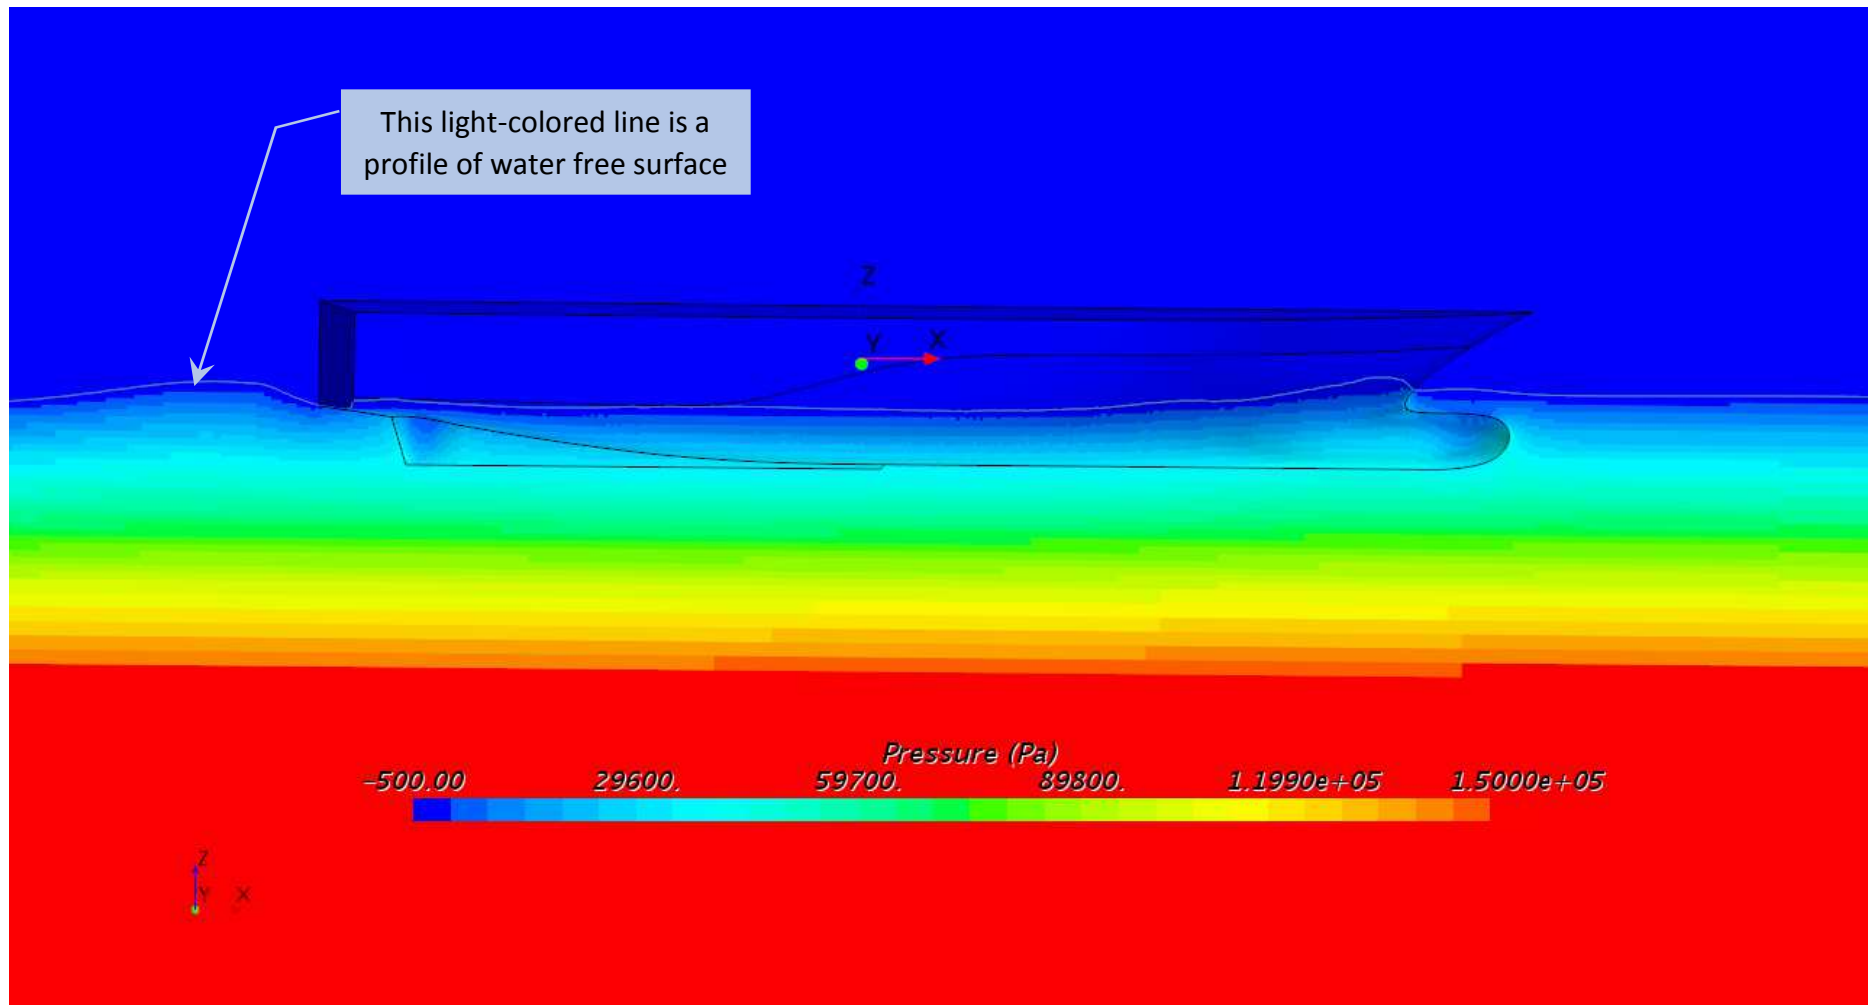 This light-colored line is a
profile of water free surface
Z
Y X
Pressure (Pa)
-500.00 29600. 59700. 89800. 1.1990e+05 1.5000e+05
Z
Y X